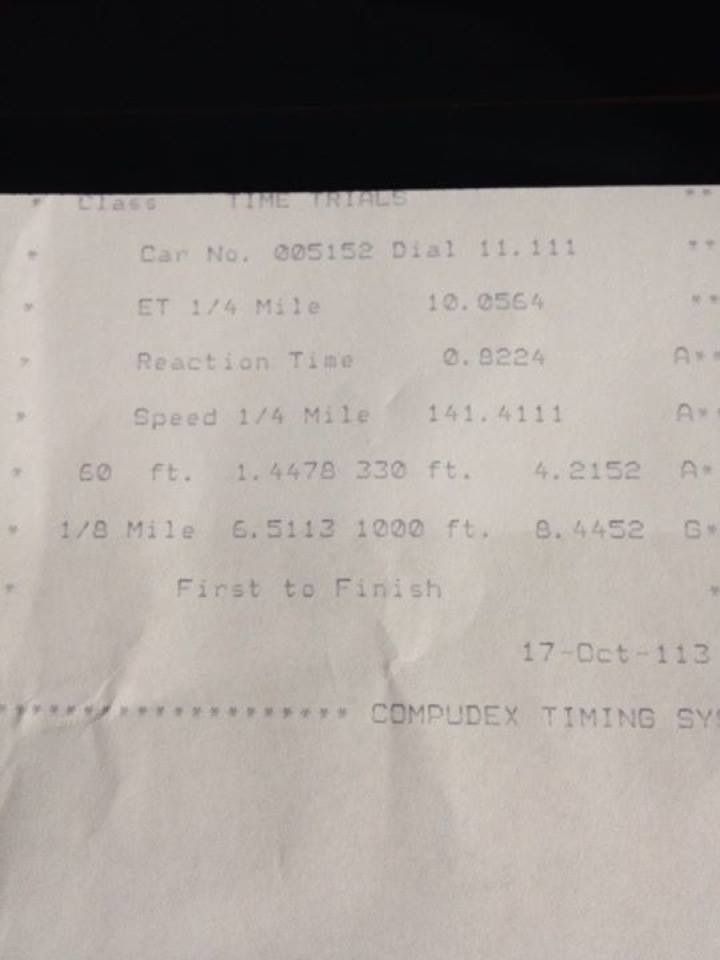 * Class TIME TRIALS **
* Car No. 005152 Dial 11.111 **
* ET 1/4 Mile 10.0564 **
* Reaction Time 0.8224 A**
* Speed 1/4 Mile 141.4111 A**
* 60 ft. 1.4478 330 ft. 4.2152 A*
* 1/8 Mile 6.5113 1000 ft. 8.4452 G*
* First to Finish *
17-Oct-113
******************** COMPUDEX TIMING SYS